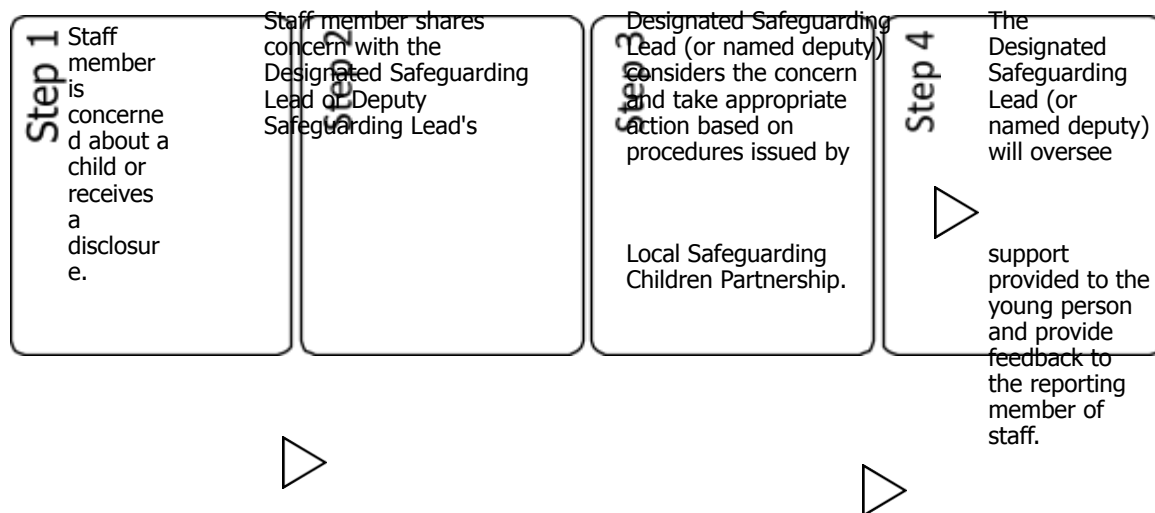 Step 1
Staff
member
is
concerne
d about a
child or
receives
a
disclosur
e.
Step 2
Staff member shares
concern with the
Designated Safeguarding
Lead or Deputy
Safeguarding Lead's
Step 3
Designated Safeguarding
Lead (or named deputy)
considers the concern
and take appropriate
action based on
procedures issued by
Local Safeguarding
Children Partnership.
Step 4
The
Designated
Safeguarding
Lead (or
named deputy)
will oversee
support
provided to the
young person
and provide
feedback to
the reporting
member of
staff.